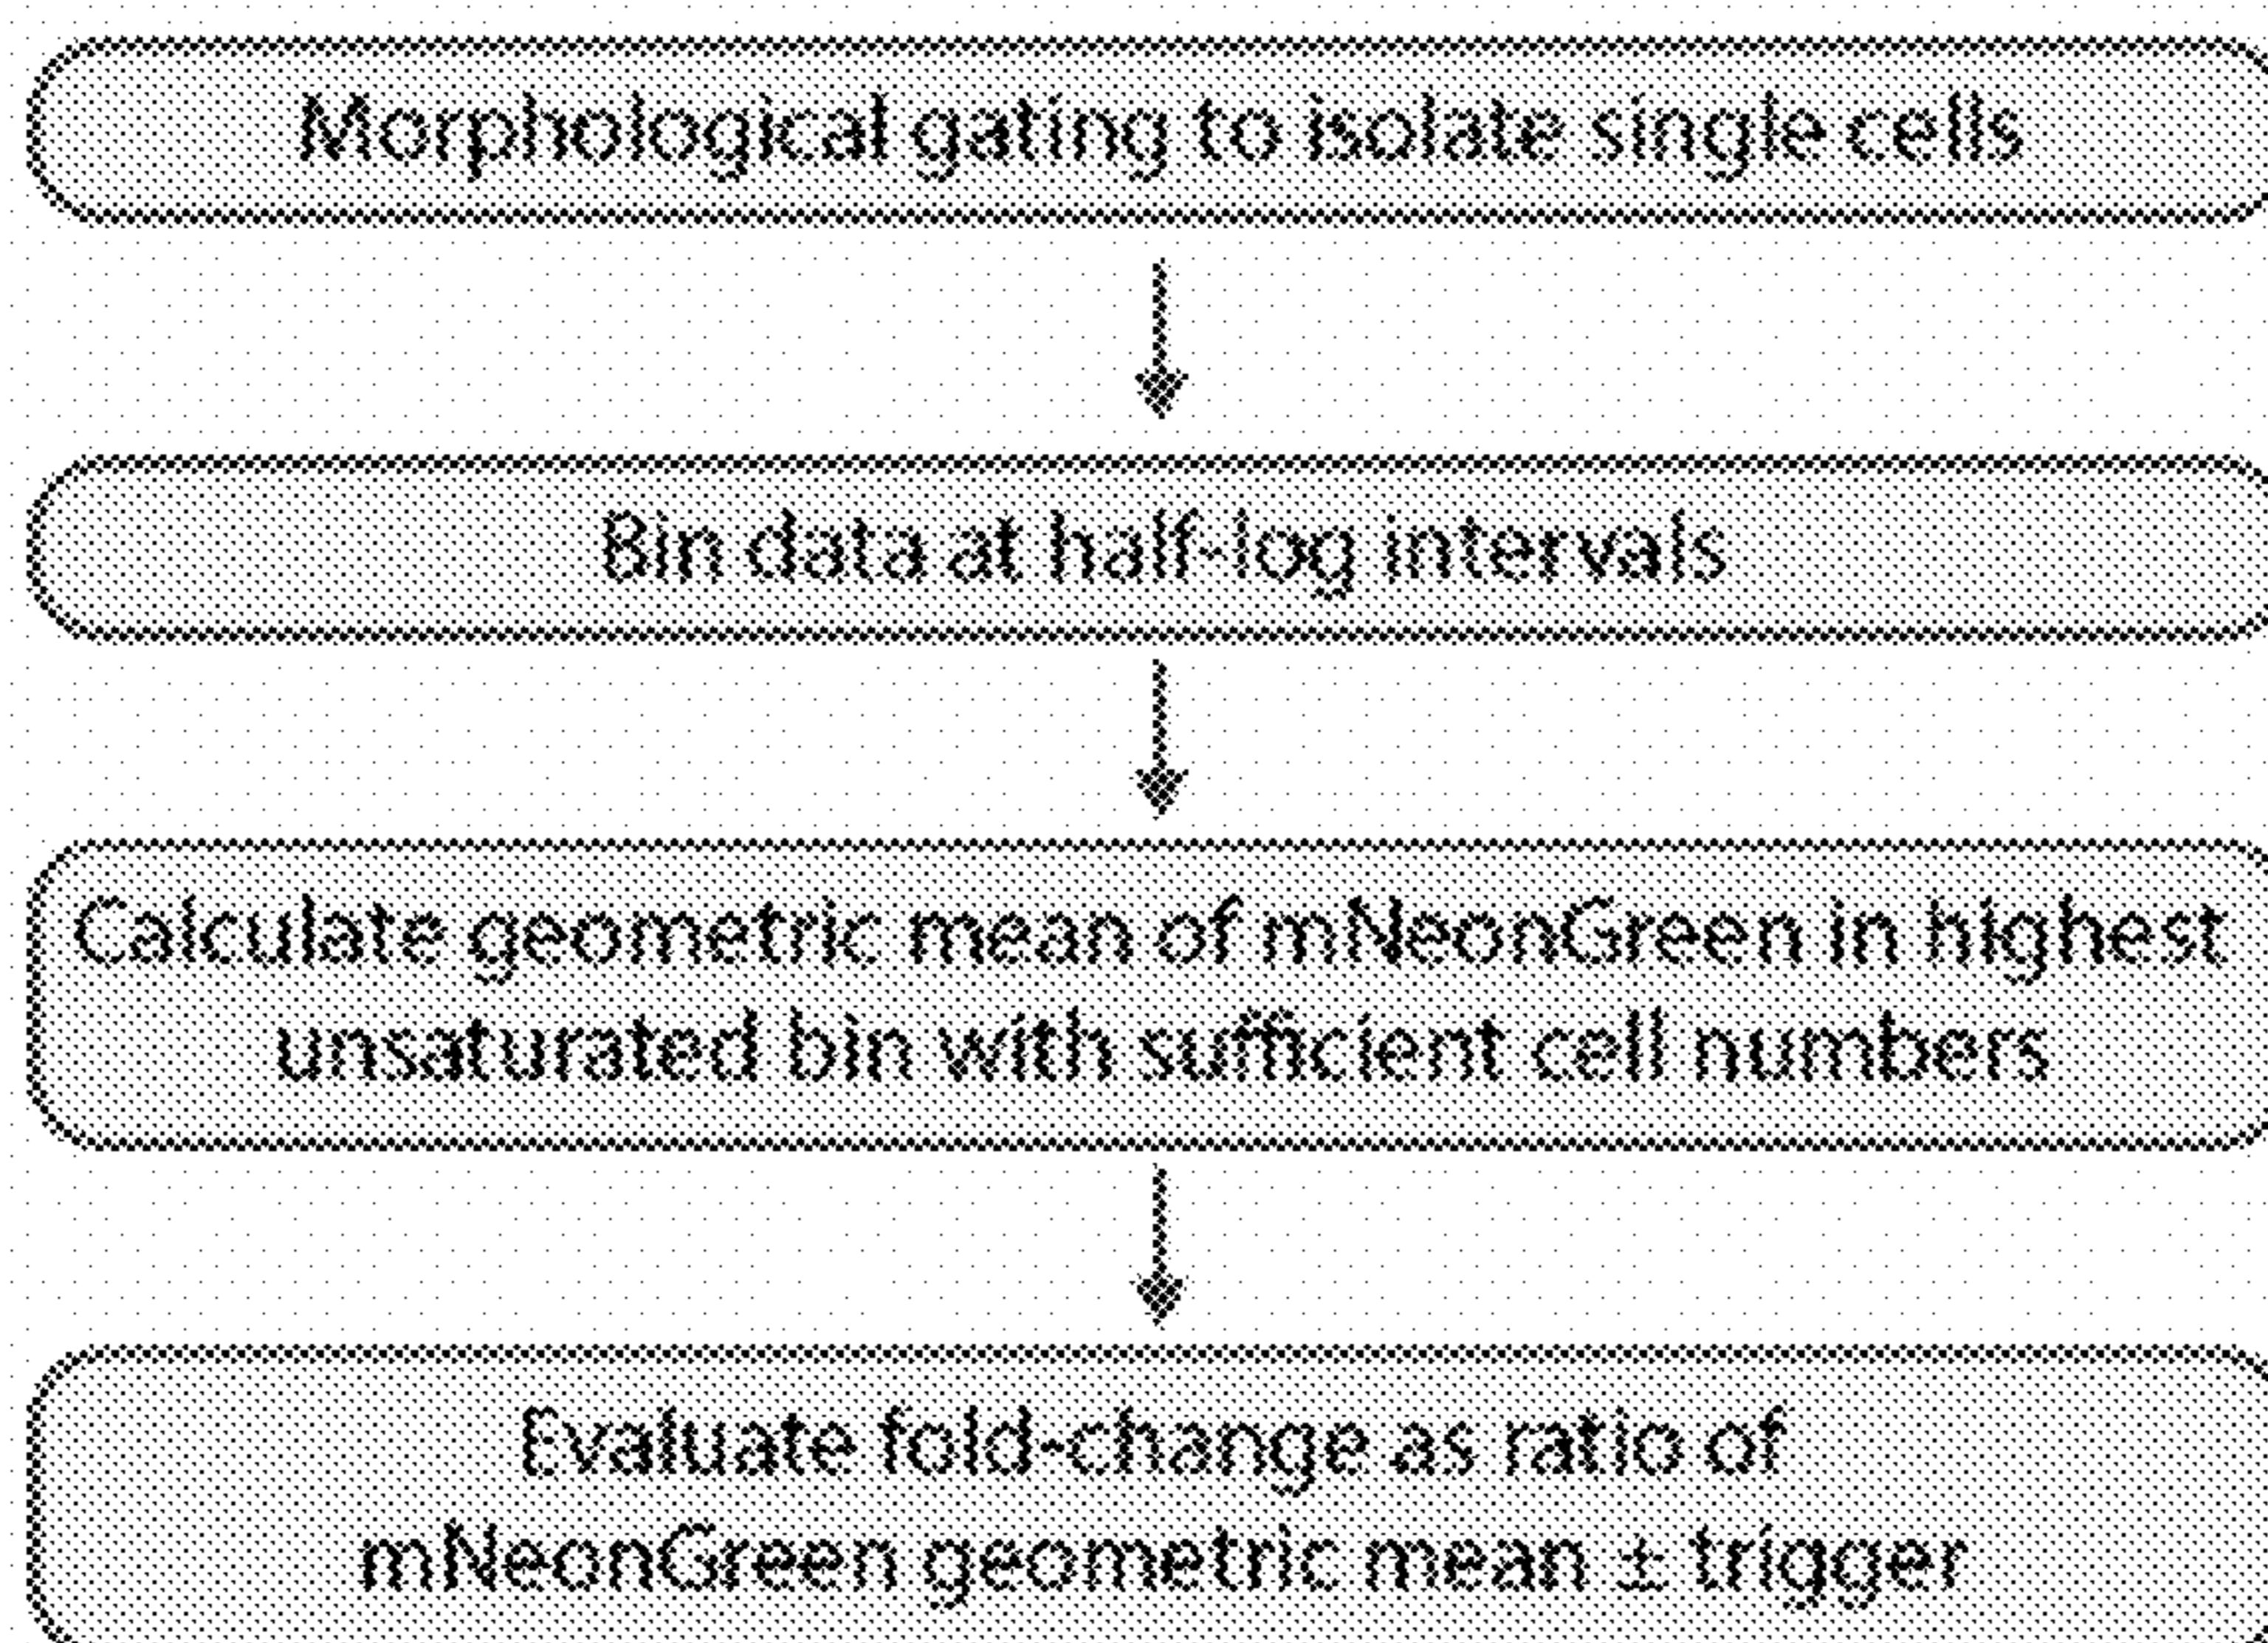 Morphological gating to isolate single cells
Bin data at half-log intervals
Calculate geometric mean of mNeonGreen in highest
unsaturated bin with sufficient cell numbers
Evaluate fold-change as ratio of
mNeonGreen geometric mean ± trigger